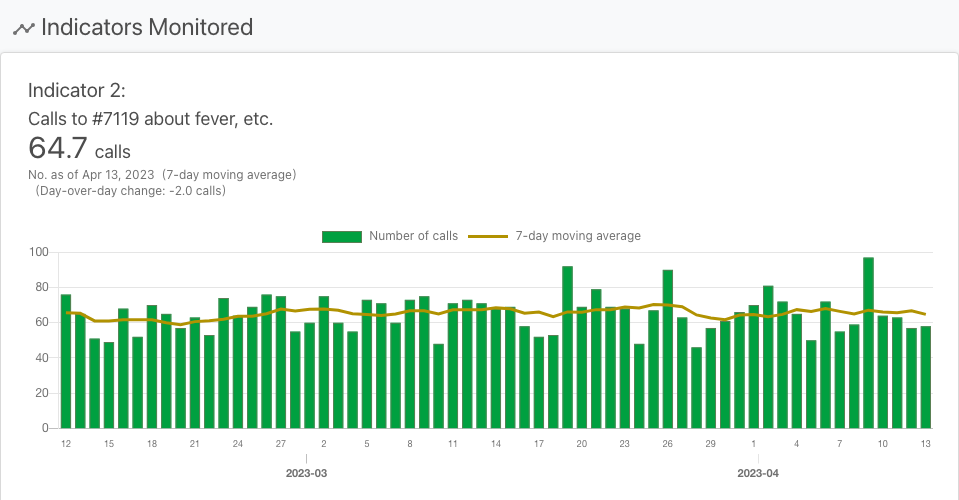 Indicators Monitored
Indicator 2:
Calls to #7119 about fever, etc.
64.7 calls
No. as of Apr 13, 2023 (7-day moving average)
(Day-over-day change: -2.0 calls)
Number of calls 7-day moving average
100
80
60
40
20
0
12 15 18 21 24 27 2 5 8 11 14 17 20 23 26 29 1 4 7 10 13
2023-03 2023-04